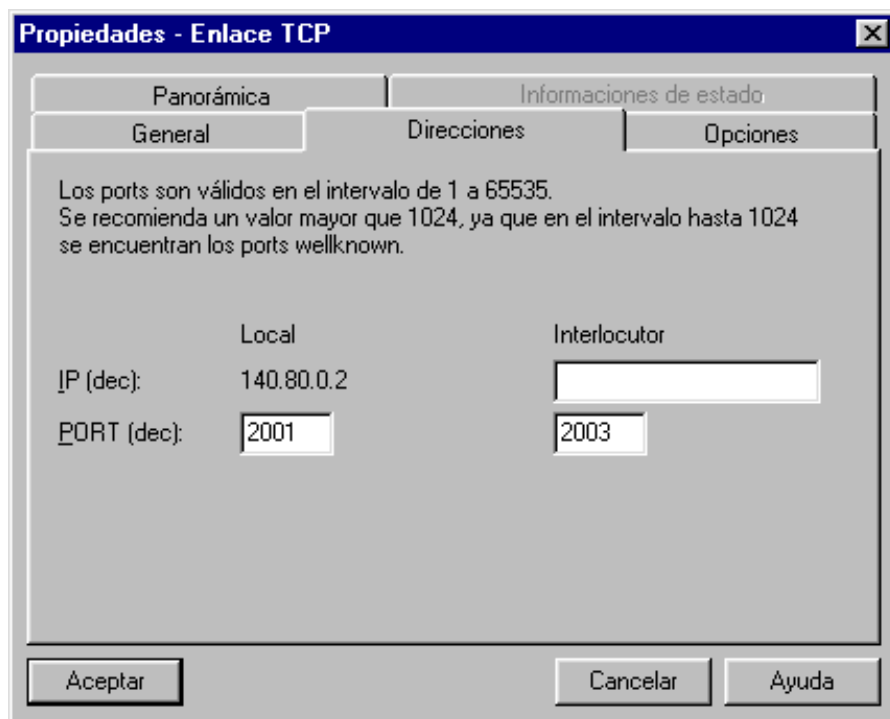 Propiedades - Enlace TCP
Panorámica Informaciones de estado
General Direcciones Opciones
Los ports son válidos en el intervalo de 1 a 65535.
Se recomienda un valor mayor que 1024, ya que en el intervalo hasta 1024
se encuentran los ports wellknown.
Local Interlocutor
IP (dec): 140.80.0.2
PORT (dec): 2001 2003
Aceptar Cancelar Ayuda